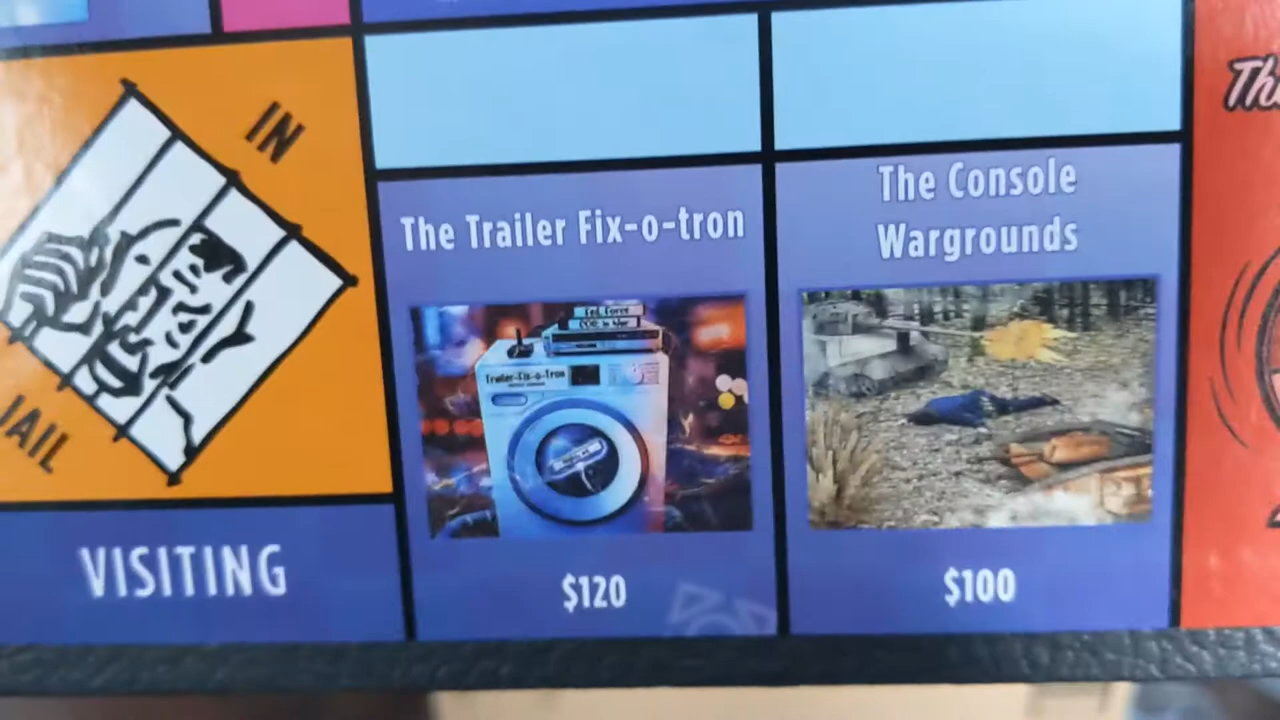 IN
JAIL
VISITING
The Trailer Fix-o-tron
Trailer-Fix-o-Tron
$120
The Console
Wargrounds
$100